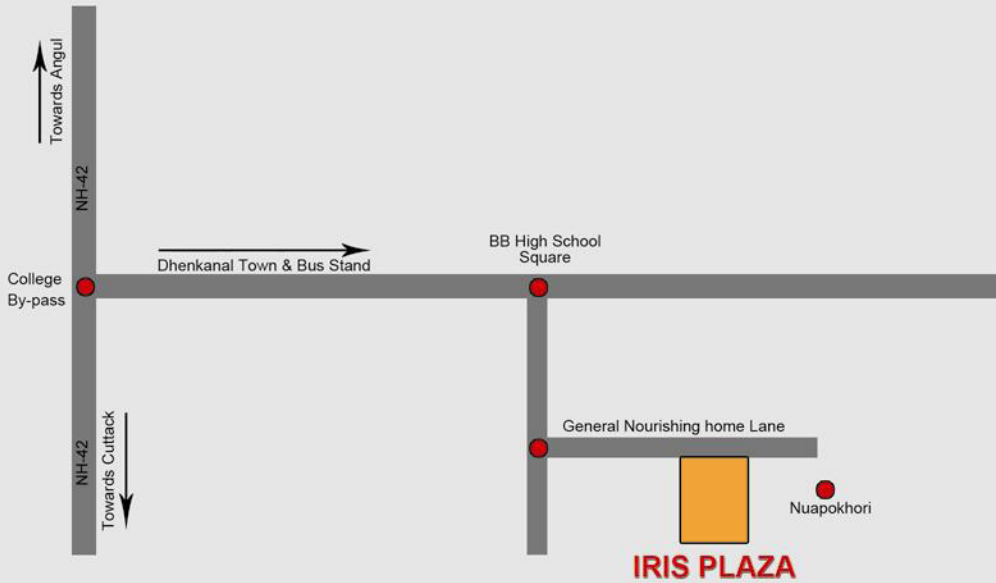 Towards Angul
NH-42
BB High School
Square
Dhenkanal Town & Bus Stand
College
By-pass
Towards Cuttack
NH-42
General Nourishing home Lane
Nuapokhori
IRIS PLAZA